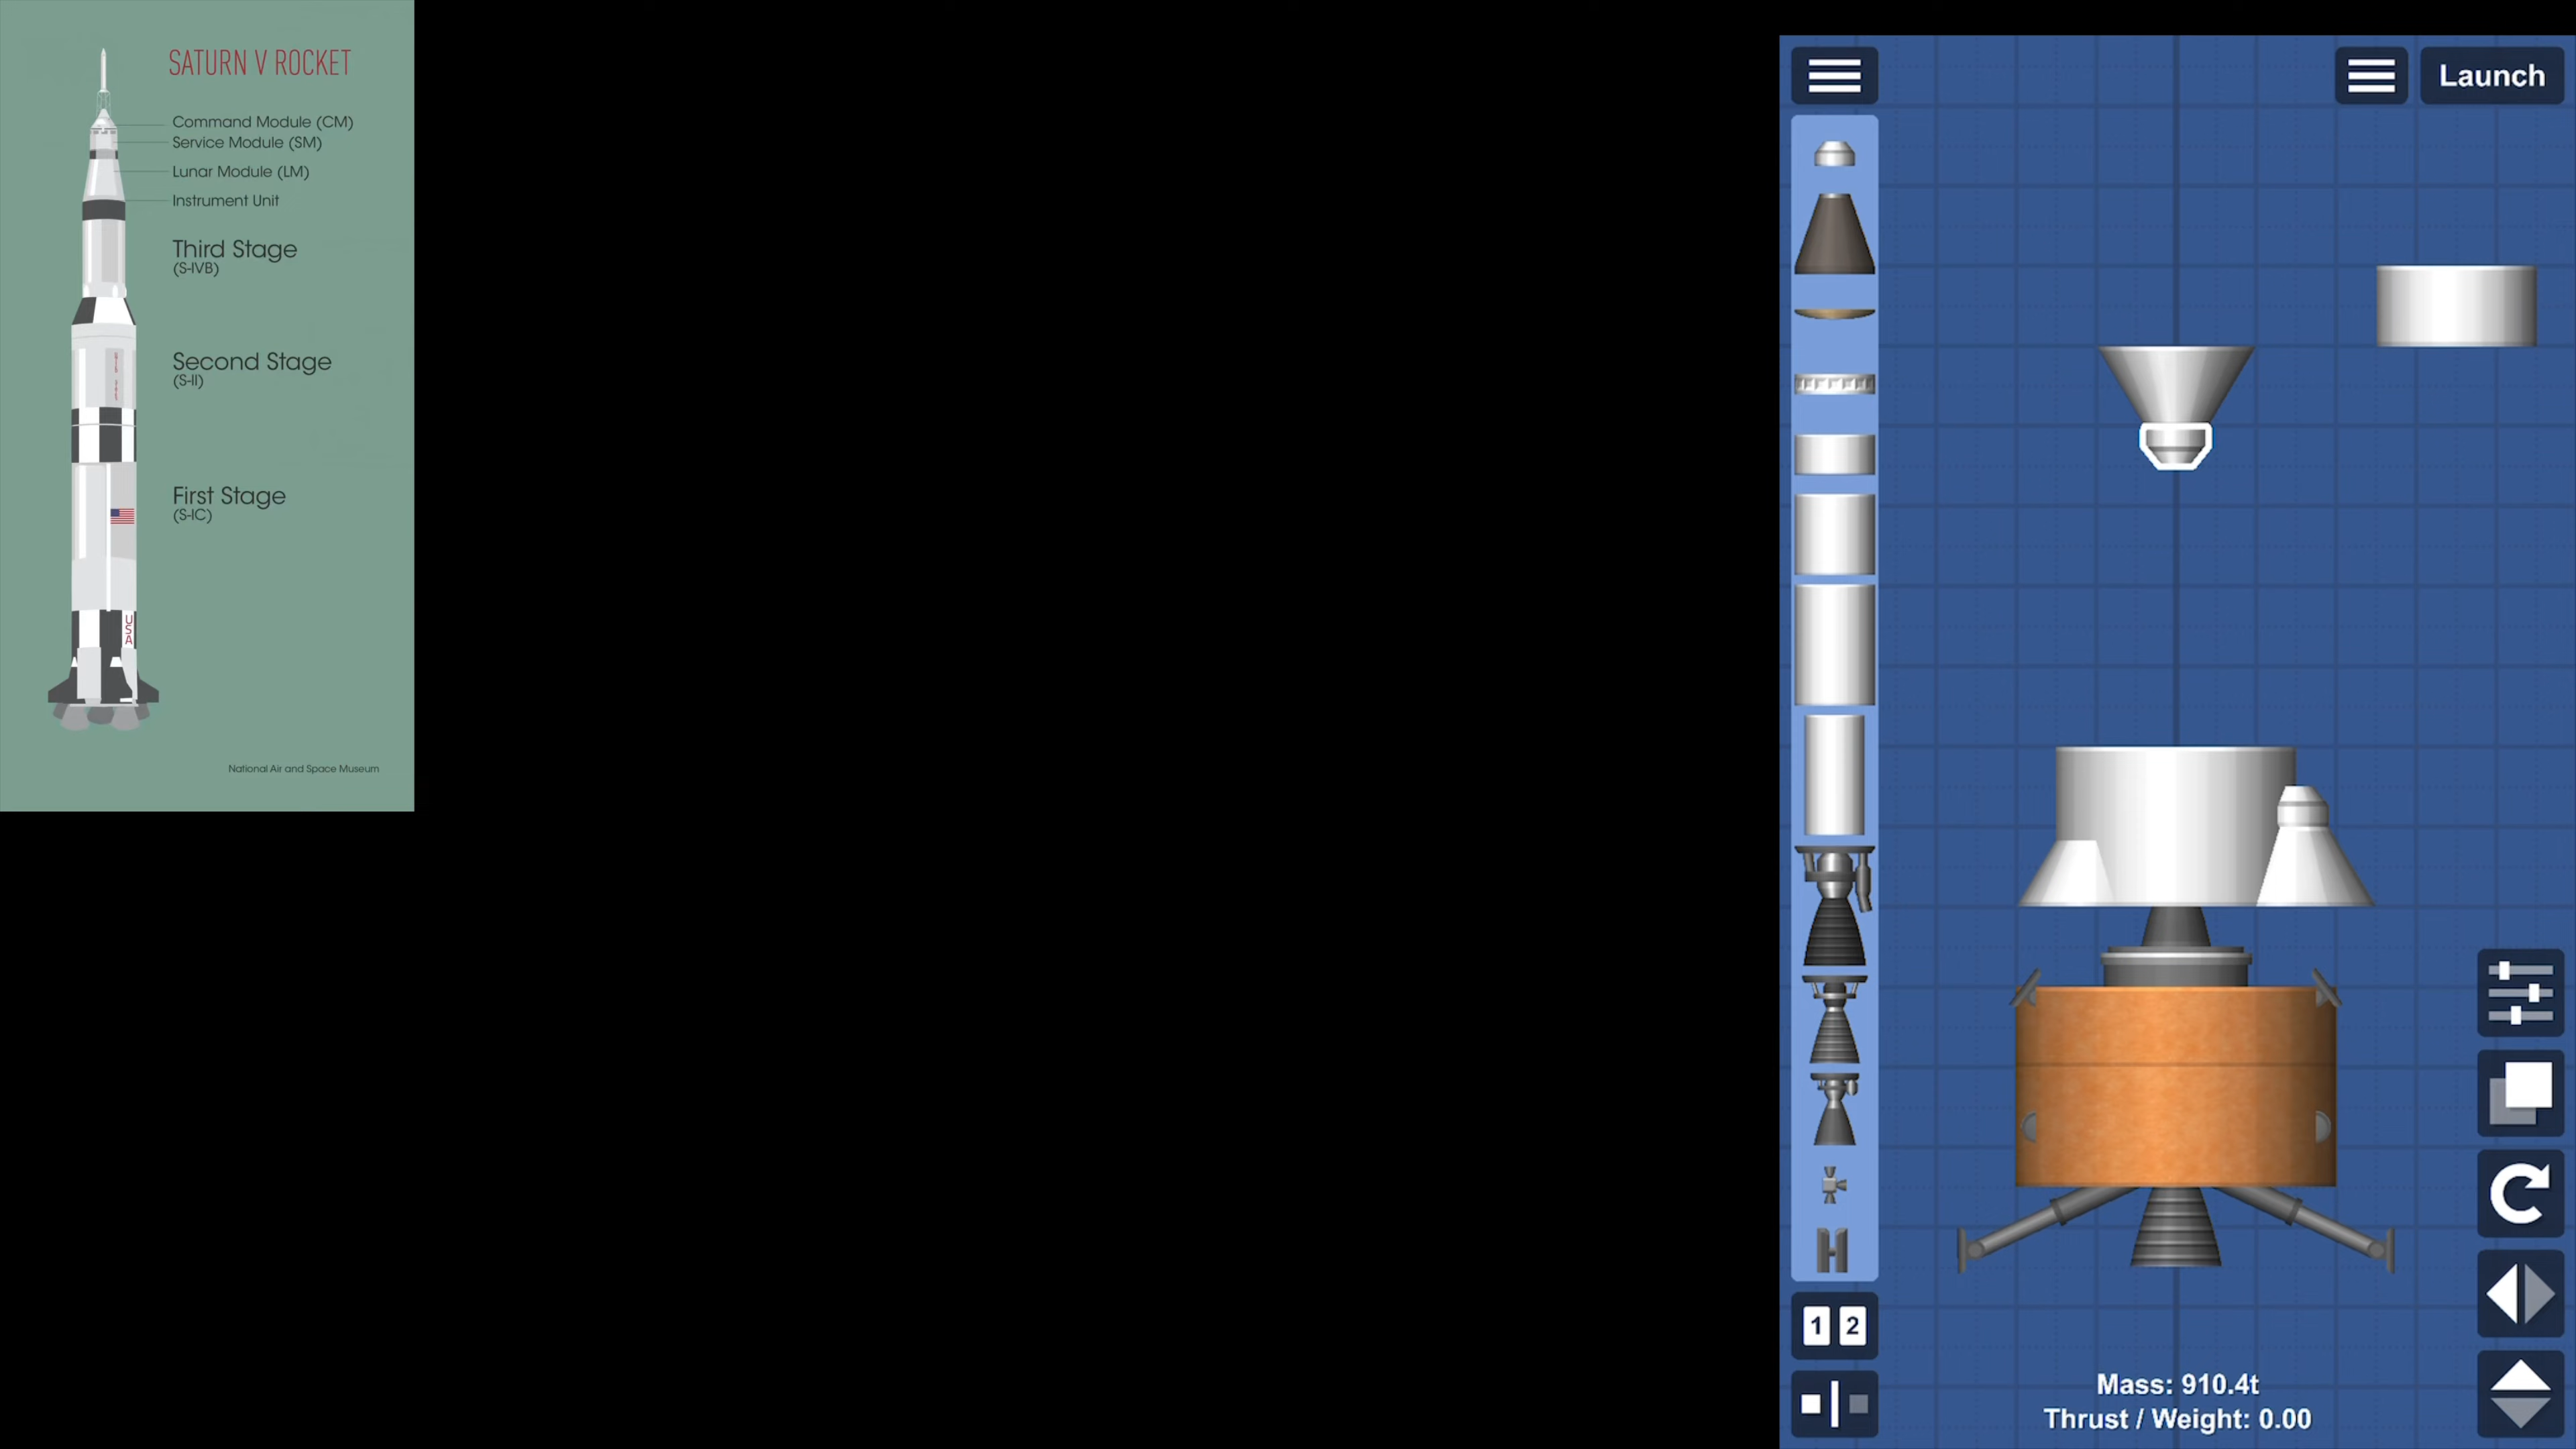 SATURN V ROCKET
Command Module (CM)
Service Module (SM)
Lunar Module (LM)
Instrument Unit
Third Stage
(S-IVB)
Second Stage
(S-II)
First Stage
(S-IC)
USA
National Air and Space Museum
Launch
1 2
Mass: 910.4t
Thrust / Weight: 0.00